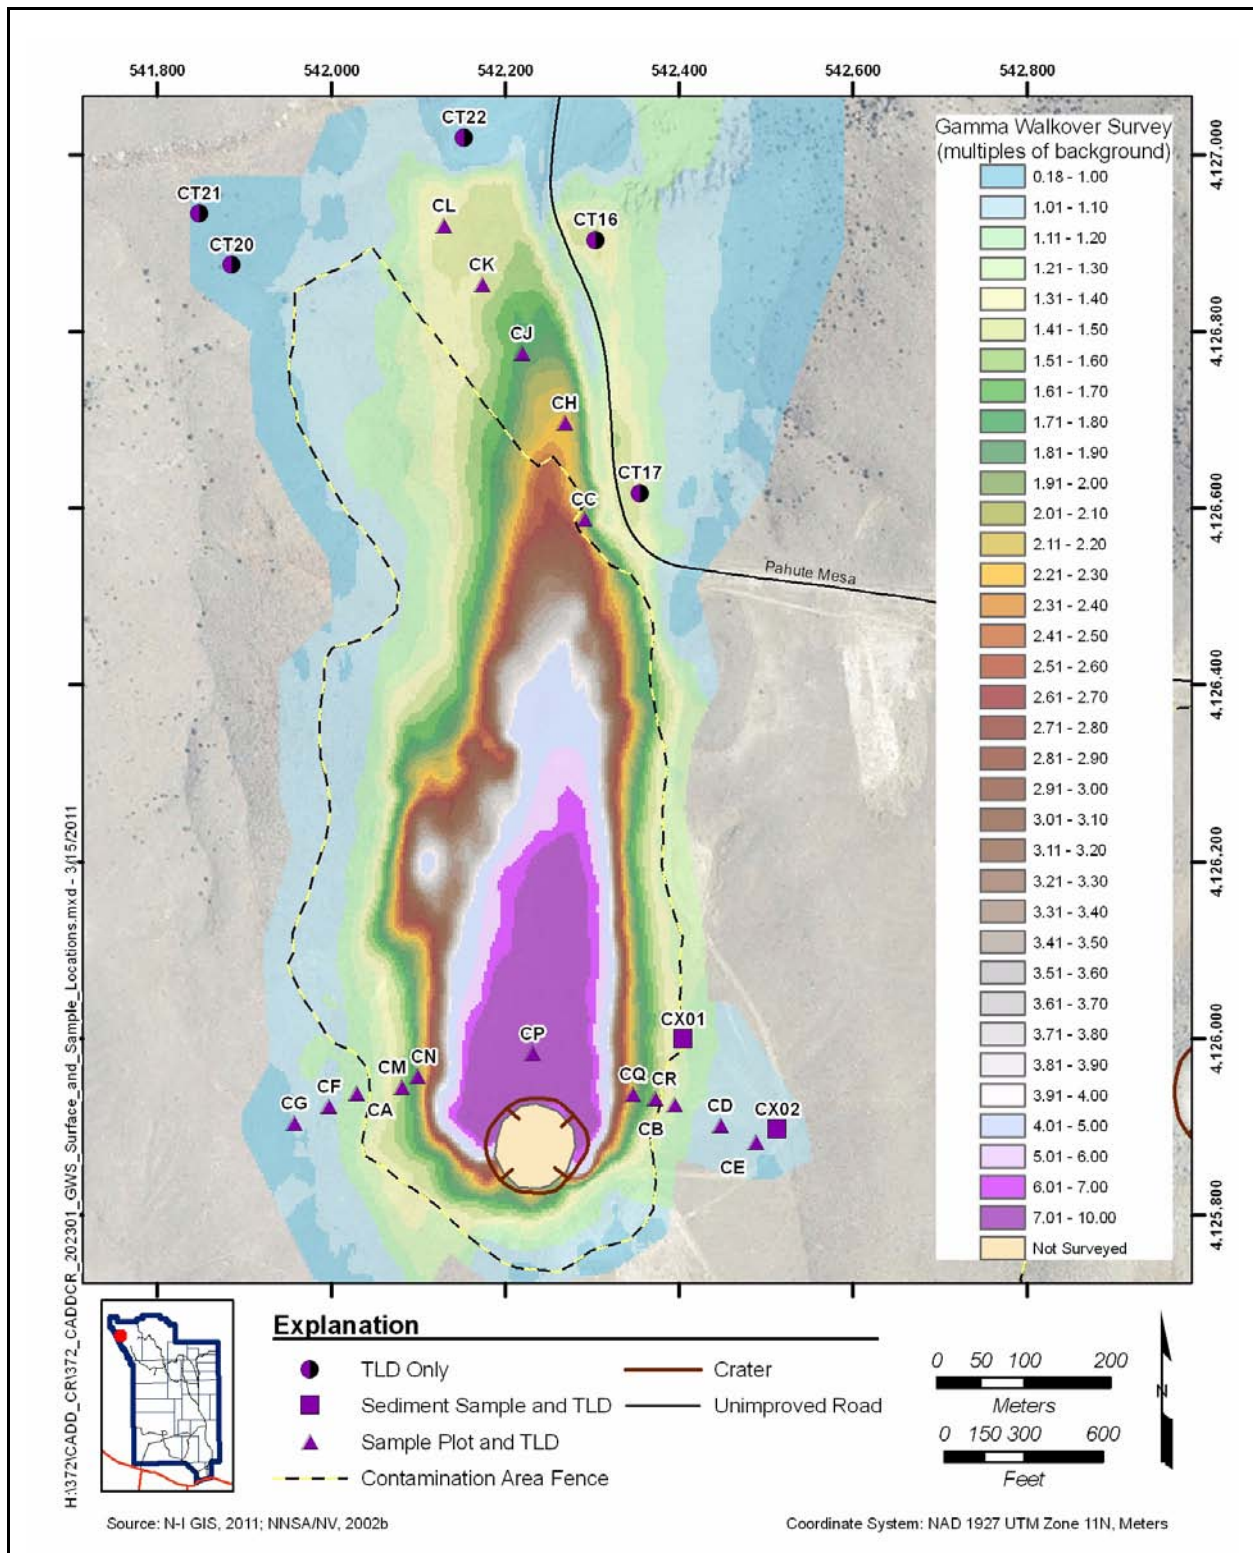 541,800 542,000 542,200 542,400 542,600 542,800
Gamma Walkover Survey
(multiples of background)
0.18 - 1.00
1.01 - 1.10
1.11 - 1.20
1.21 - 1.30
1.31 - 1.40
1.41 - 1.50
1.51 - 1.60
1.61 - 1.70
1.71 - 1.80
1.81 - 1.90
1.91 - 2.00
2.01 - 2.10
2.11 - 2.20
2.21 - 2.30
2.31 - 2.40
2.41 - 2.50
2.51 - 2.60
2.61 - 2.70
2.71 - 2.80
2.81 - 2.90
2.91 - 3.00
3.01 - 3.10
3.11 - 3.20
3.21 - 3.30
3.31 - 3.40
3.41 - 3.50
3.51 - 3.60
3.61 - 3.70
3.71 - 3.80
3.81 - 3.90
3.91 - 4.00
4.01 - 5.00
5.01 - 6.00
6.01 - 7.00
7.01 - 10.00
Not Surveyed
4,127,000
4,126,800
4,126,600
4,126,400
4,126,200
4,126,000
4,125,800
CT22
CT21
CL
CT16
CT20
CK
CJ
CH
CT17
CC
Pahute Mesa
CX01
CP
CN
CM
CQ
CR
CF
CG
CA
CB
CD
CX02
CE
H:\372\CADD_CR\372_CADDCR_202301_GWS_Surface_and_Sample_Locations.mxd - 3/15/2011
Explanation
TLD Only
Sediment Sample and TLD
Sample Plot and TLD
Contamination Area Fence
Crater
Unimproved Road
0 50 100 200
Meters
0 150 300 600
Feet
N
Source: N-I GIS, 2011; NNSA/NV, 2002b
Coordinate System: NAD 1927 UTM Zone 11N, Meters